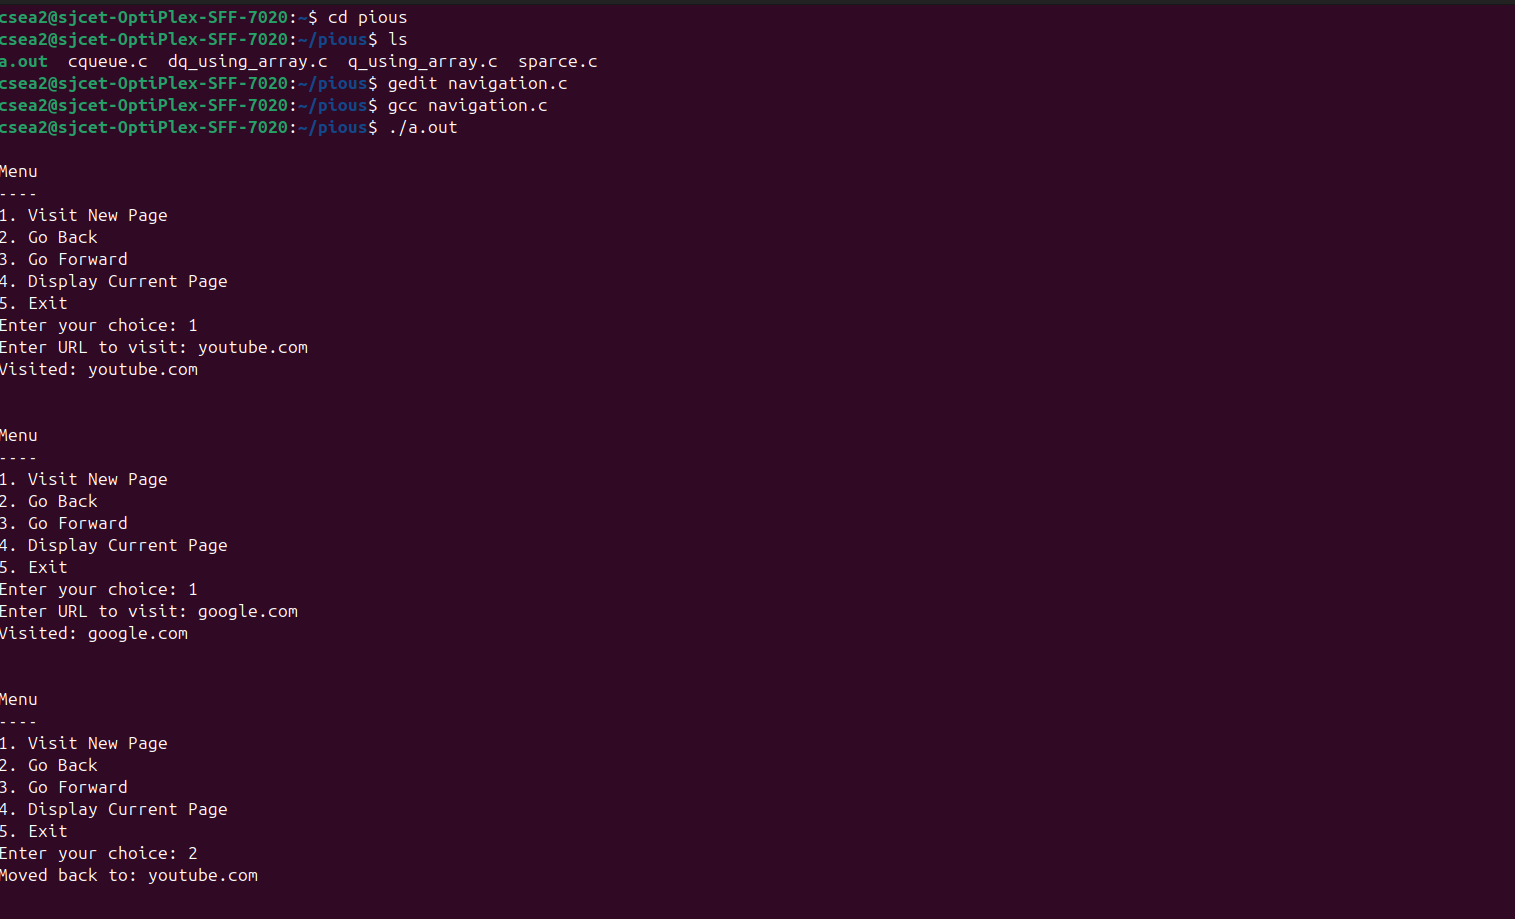 csea2@sjcet-OptiPlex-SFF-7020:~$ cd pious
csea2@sjcet-OptiPlex-SFF-7020:~/pious$ ls
a.out  cqueue.c  dq_using_array.c  q_using_array.c  sparce.c
csea2@sjcet-OptiPlex-SFF-7020:~/pious$ gedit navigation.c
csea2@sjcet-OptiPlex-SFF-7020:~/pious$ gcc navigation.c
csea2@sjcet-OptiPlex-SFF-7020:~/pious$ ./a.out
Menu
----
1. Visit New Page
2. Go Back
3. Go Forward
4. Display Current Page
5. Exit
Enter your choice: 1
Enter URL to visit: youtube.com
Visited: youtube.com
Menu
----
1. Visit New Page
2. Go Back
3. Go Forward
4. Display Current Page
5. Exit
Enter your choice: 1
Enter URL to visit: google.com
Visited: google.com
Menu
----
1. Visit New Page
2. Go Back
3. Go Forward
4. Display Current Page
5. Exit
Enter your choice: 2
Moved back to: youtube.com